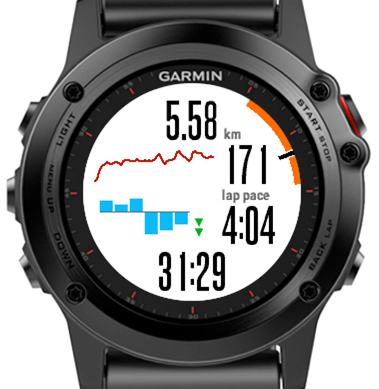 GARMIN
LIGHT
START STOP
MENU UP
DOWN
BACK LAP
5.58 km
171
lap pace
4:04
31:29